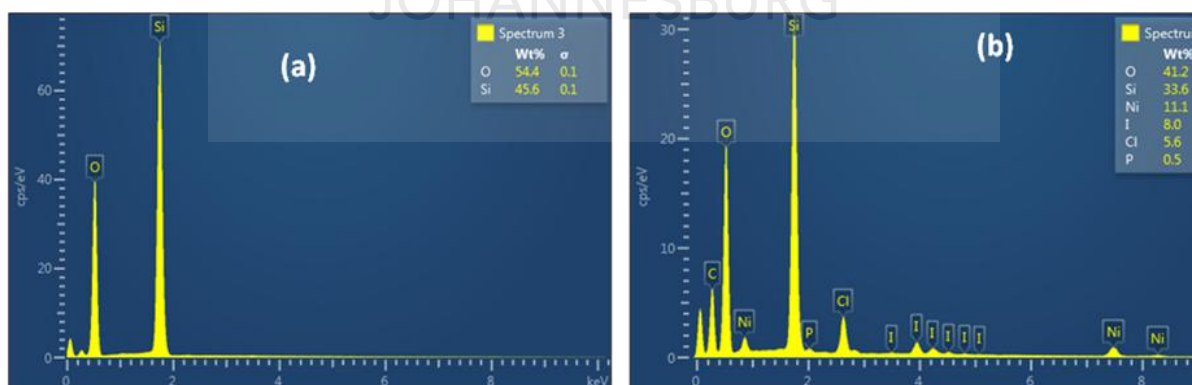 JOHANNESBURG
(a)
Spectrum 3
Wt% σ
O 54.4 0.1
Si 45.6 0.1
Si
O
60
40
20
0
cps/eV
0 2 4 6 8 keV
(b)
Spectru
Wt%
O 41.2
Si 33.6
Ni 11.1
I 8.0
Cl 5.6
P 0.5
Si
O
C
Ni
P
Cl
I I I I I I
Ni
Ni
30
20
10
0
cps/eV
0 2 4 6 8